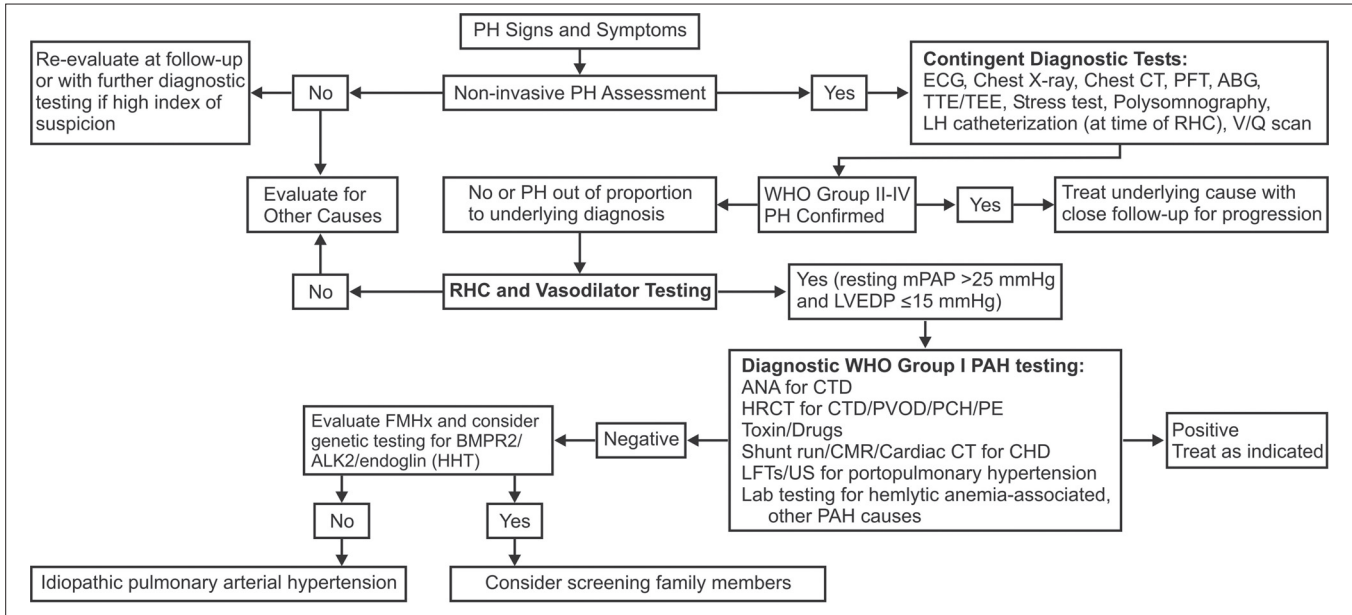 PH Signs and Symptoms
Re-evaluate at follow-up
or with further diagnostic
testing if high index of
suspicion
No
Non-invasive PH Assessment
Yes
Contingent Diagnostic Tests:
ECG, Chest X-ray, Chest CT, PFT, ABG,
TTE/TEE, Stress test, Polysomnography,
LH catheterization (at time of RHC), V/Q scan
Evaluate for
Other Causes
No or PH out of proportion
to underlying diagnosis
WHO Group II-IV
PH Confirmed
Yes
Treat underlying cause with
close follow-up for progression
No
RHC and Vasodilator Testing
Yes (resting mPAP >25 mmHg
and LVEDP ≤15 mmHg)
Diagnostic WHO Group I PAH testing:
ANA for CTD
HRCT for CTD/PVOD/PCH/PE
Toxin/Drugs
Shunt run/CMR/Cardiac CT for CHD
LFTs/US for portopulmonary hypertension
Lab testing for hemlytic anemia-associated,
other PAH causes
Evaluate FMHx and consider
genetic testing for BMPR2/
ALK2/endoglin (HHT)
Negative
Positive
Treat as indicated
No
Yes
Idiopathic pulmonary arterial hypertension
Consider screening family members